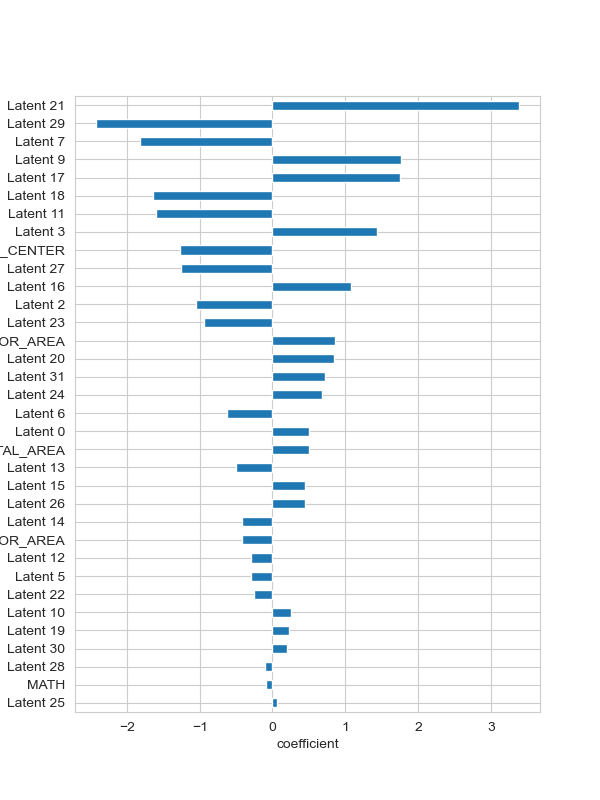 Latent 21
Latent 29
Latent 7
Latent 9
Latent 17
Latent 18
Latent 11
Latent 3
_CENTER
Latent 27
Latent 16
Latent 2
Latent 23
OR_AREA
Latent 20
Latent 31
Latent 24
Latent 6
Latent 0
TAL_AREA
Latent 13
Latent 15
Latent 26
Latent 14
OR_AREA
Latent 12
Latent 5
Latent 22
Latent 10
Latent 19
Latent 30
Latent 28
MATH
Latent 25
−2 −1 0 1 2 3
coefficient